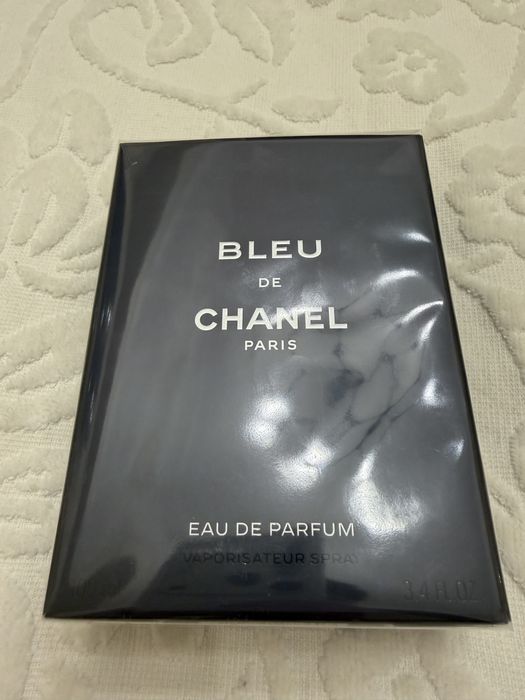 BLEU
DE
CHANEL
PARIS
EAU DE PARFUM
VAPORISATEUR SPRAY
3.4 FL.OZ